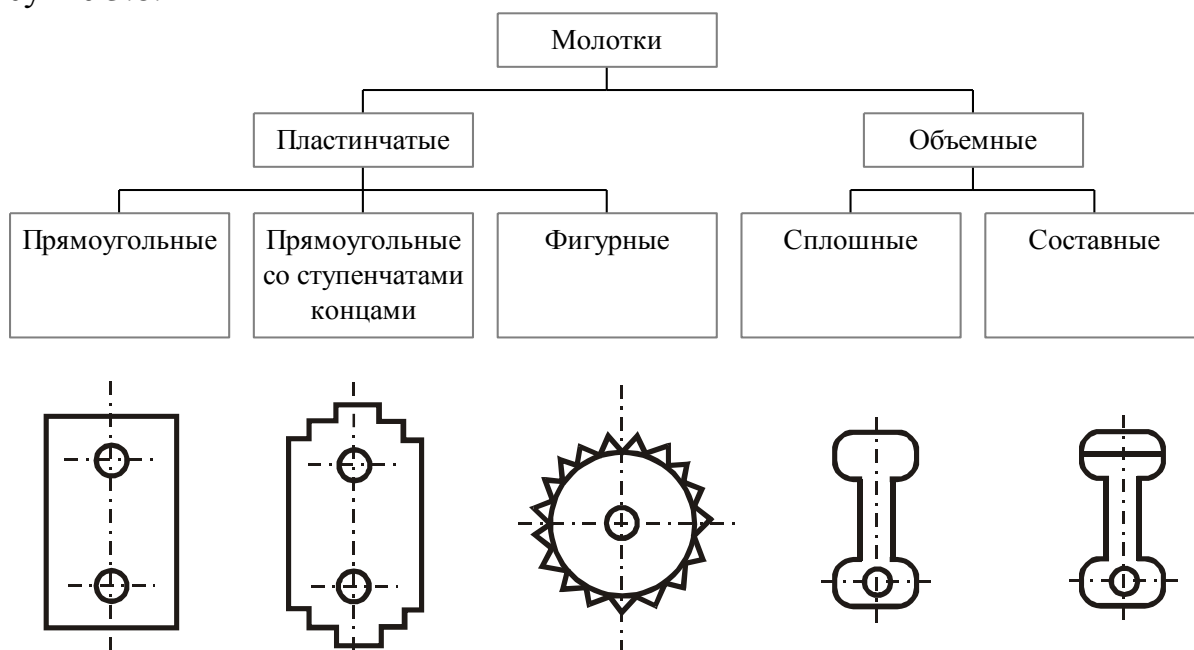 Молотки
Пластинчатые
Объемные
Прямоугольные
Прямоугольные
со ступенчатами
концами
Фигурные
Сплошные
Составные